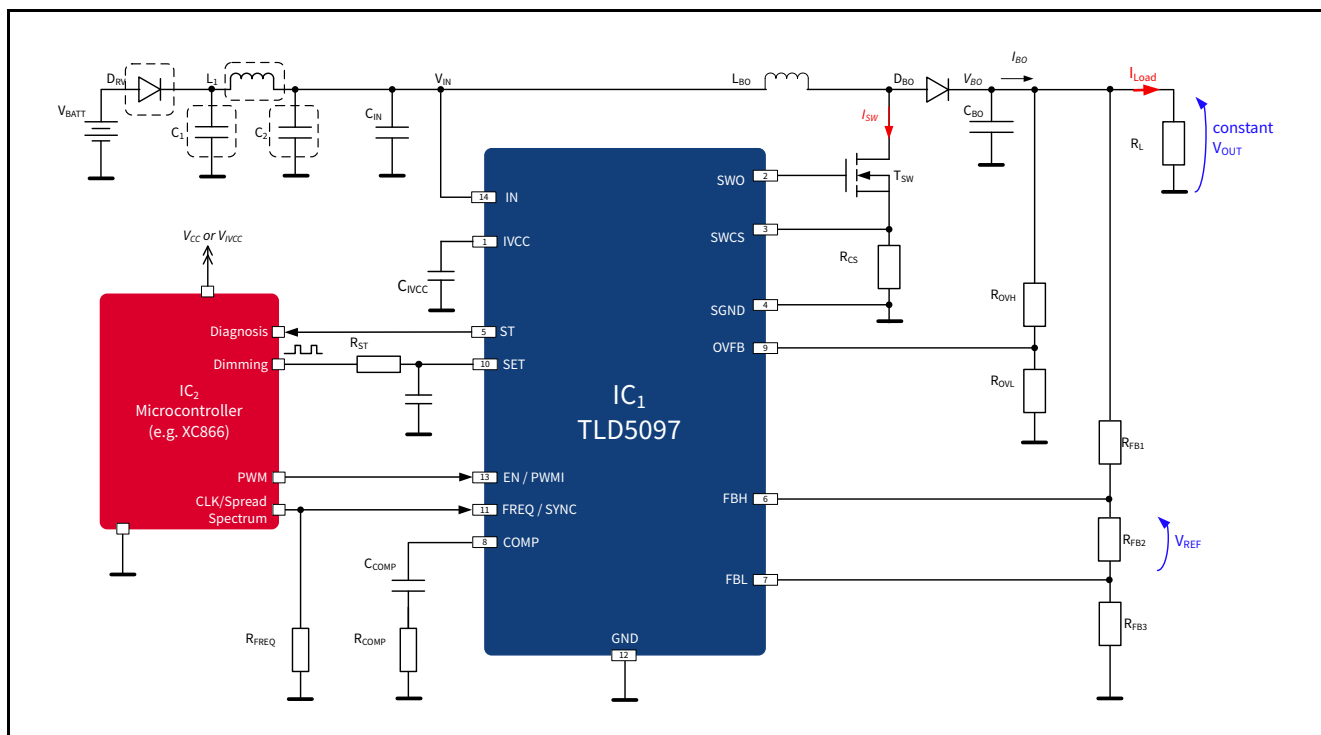 D_RV
L_1
V_IN
L_BO
D_BO
V_BO
I_BO
I_Load
V_BATT
C_1
C_2
C_IN
I_SW
C_BO
R_L
constant
V_OUT
SWO
2
T_SW
14
IN
V_CC or V_IVCC
1
IVCC
SWCS
3
R_CS
C_IVCC
SGND
4
R_OVH
Diagnosis
5
ST
OVFB
9
Dimming
R_ST
10
SET
R_OVL
IC_2
Microcontroller
(e.g. XC866)
IC_1
TLD5097
R_FB1
PWM
13
EN / PWMI
FBH
6
CLK/Spread
Spectrum
11
FREQ / SYNC
8
COMP
R_FB2
V_REF
C_COMP
FBL
7
R_FREQ
R_COMP
GND
12
R_FB3